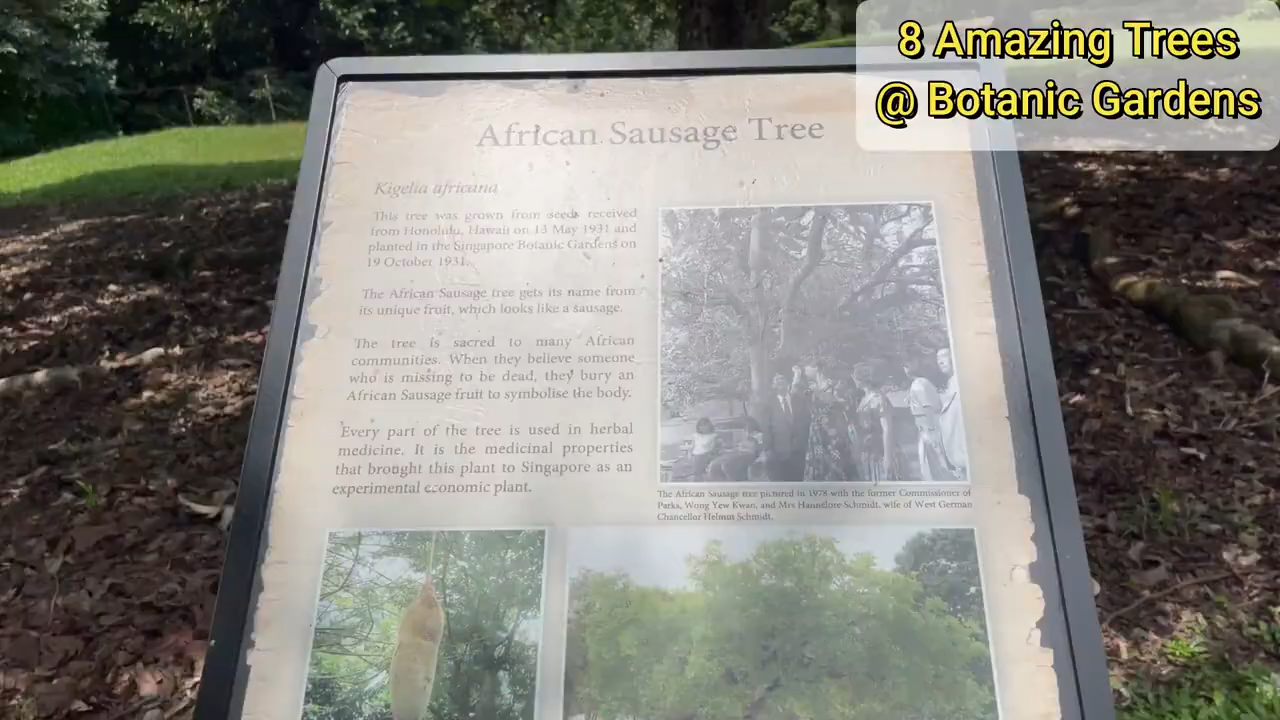 8 Amazing Trees
@ Botanic Gardens
African Sausage Tree
Kigelia africana
This tree was grown from seeds received
from Honolulu, Hawaii on 13 May 1931 and
planted in the Singapore Botanic Gardens on
19 October 1931.
The African Sausage tree gets its name from
its unique fruit, which looks like a sausage.
The tree is sacred to many African
communities. When they believe someone
who is missing to be dead, they bury an
African Sausage fruit to symbolise the body.
Every part of the tree is used in herbal
medicine. It is the medicinal properties
that brought this plant to Singapore as an
experimental economic plant.
The African Sausage tree pictured in 1978 with the former Commissioner of
Parks, Wong Yew Kwan, and Mrs Hannelore Schmidt, wife of West German
Chancellor Helmut Schmidt.